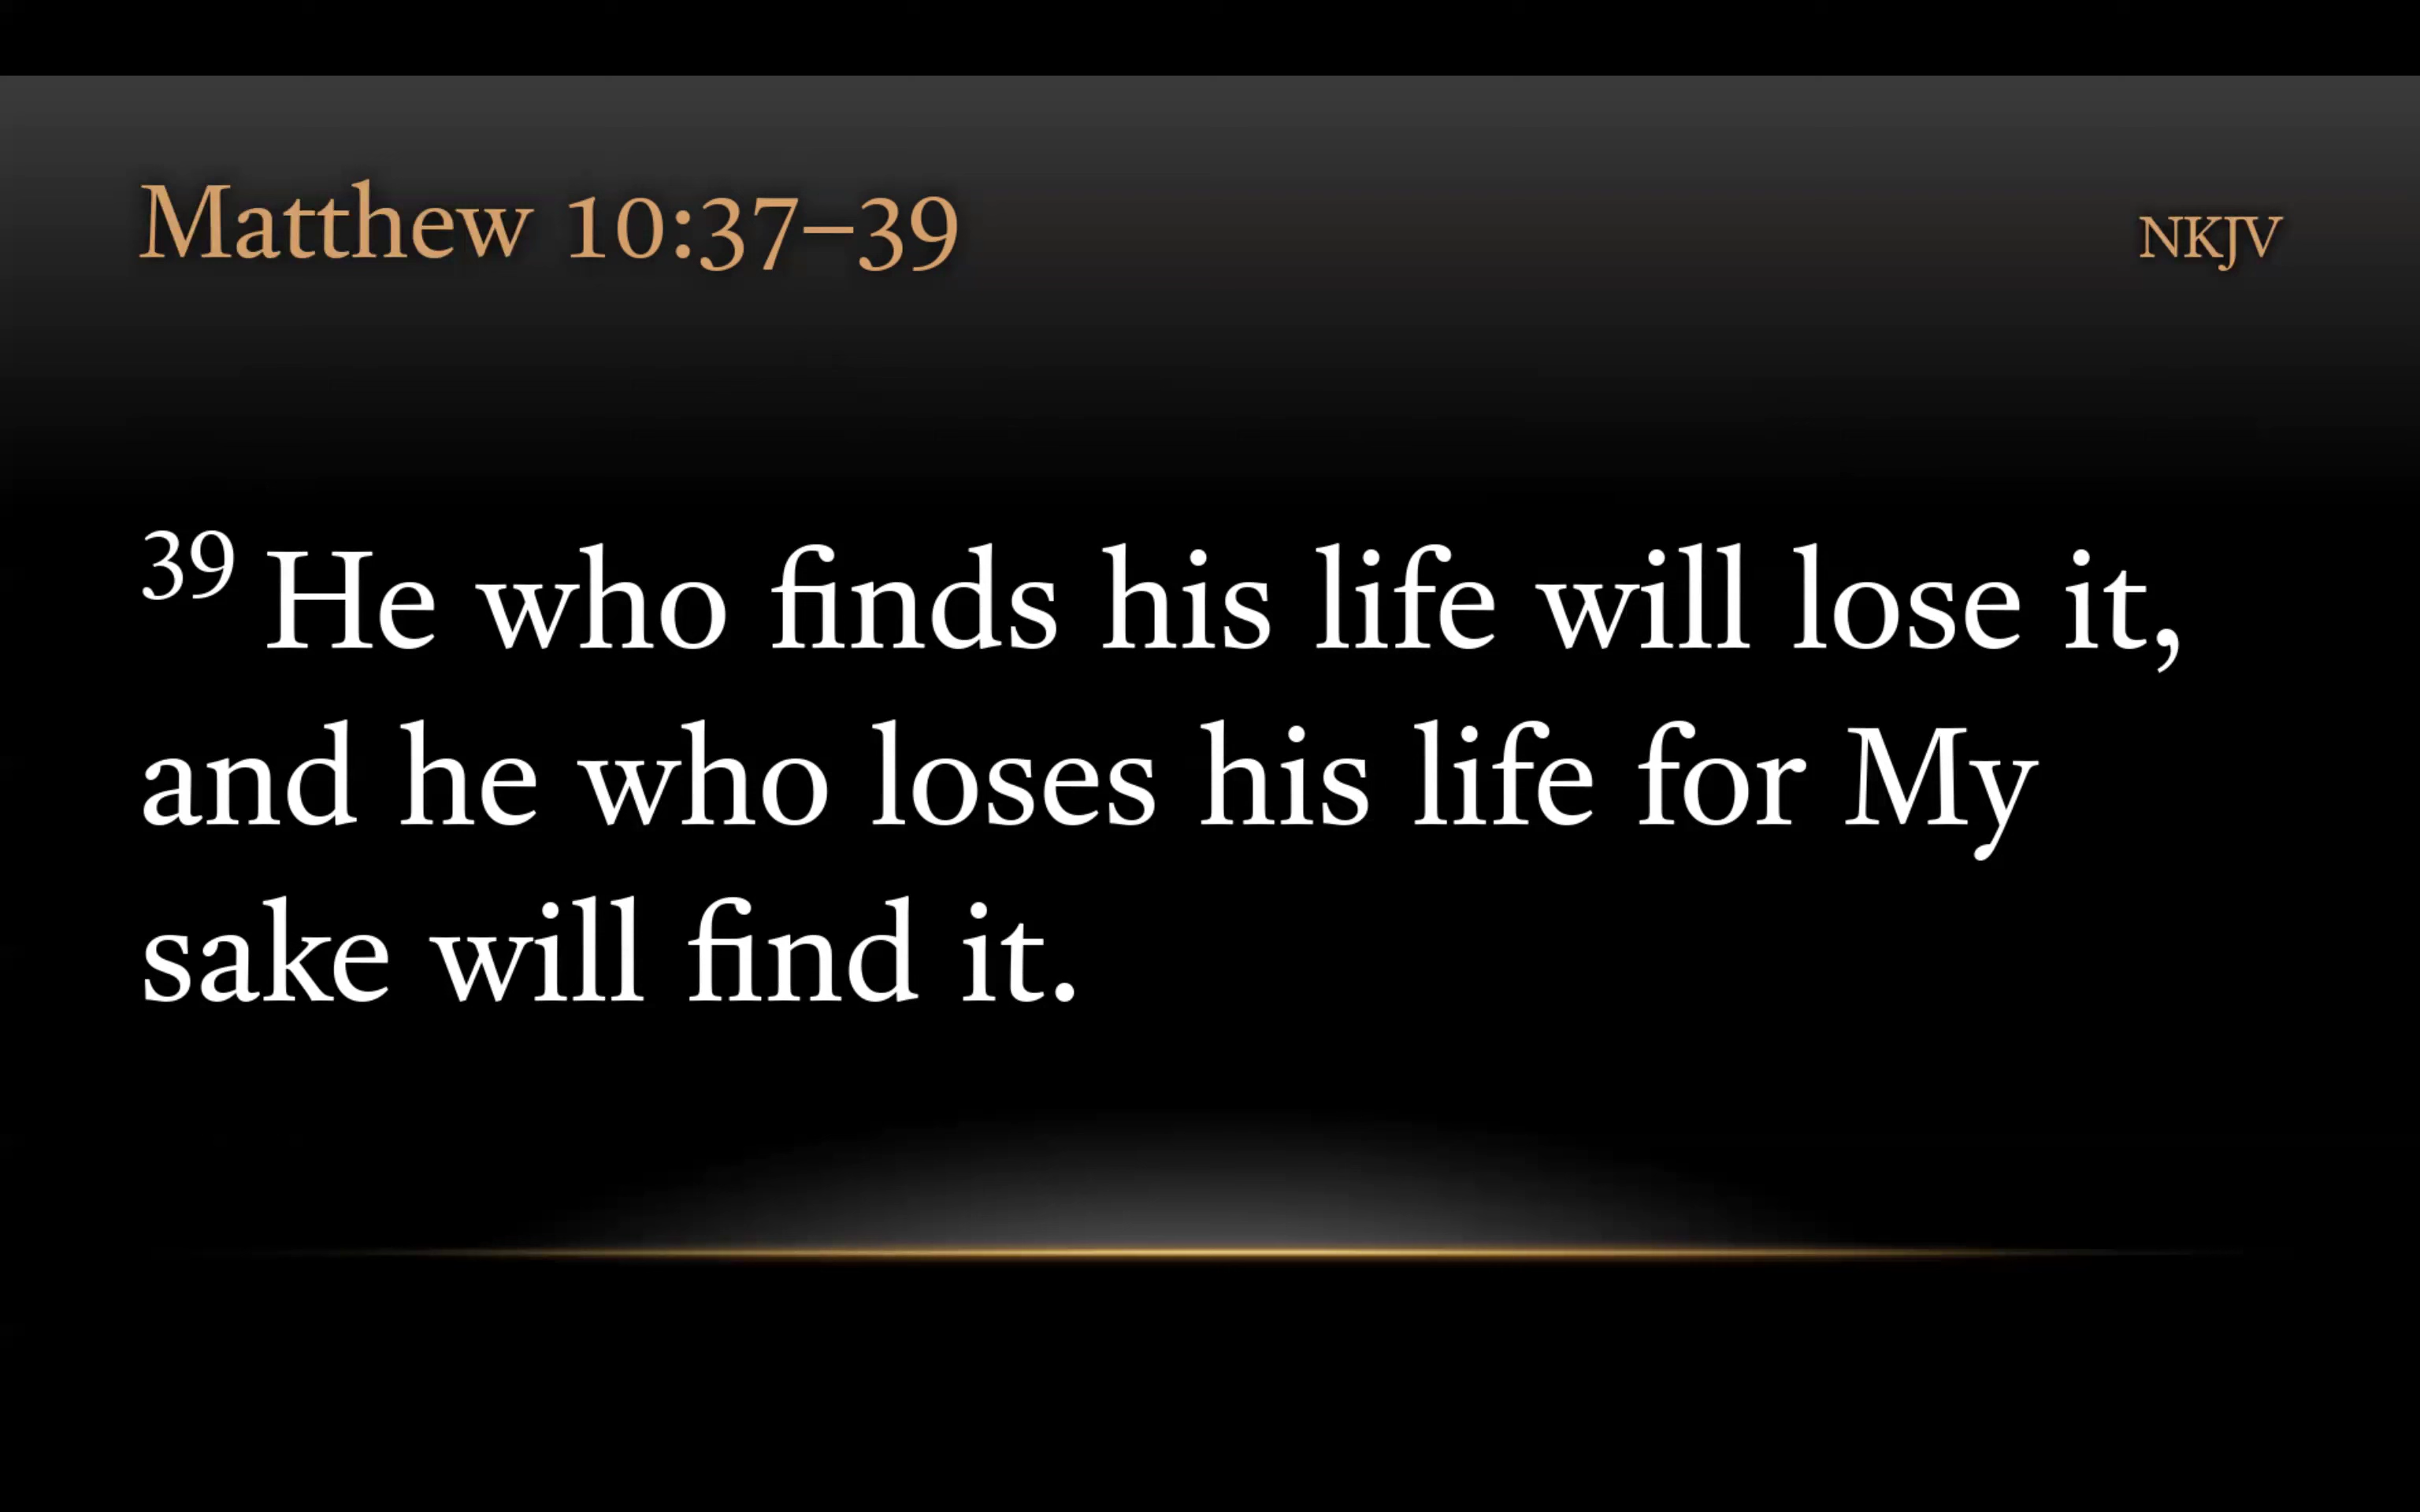 Matthew 10:37–39
NKJV
39 He who finds his life will lose it,
and he who loses his life for My
sake will find it.